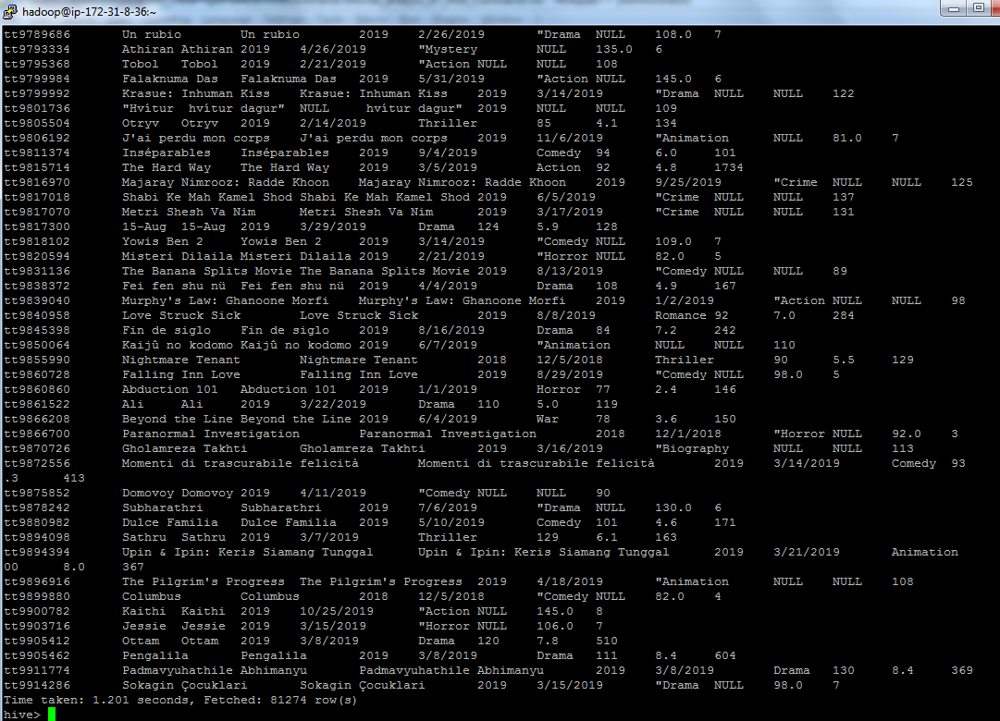 hadoop@ip-172-31-8-36:~
tt9789686 Un rubio Un rubio 2019 2/26/2019 "Drama NULL 108.0 7
tt9793334 Athiran Athiran 2019 4/26/2019 "Mystery NULL 135.0 6
tt9795368 Tobol Tobol 2019 2/21/2019 "Action NULL NULL 108
tt9799984 Falaknuma Das Falaknuma Das 2019 5/31/2019 "Action NULL 145.0 6
tt9799992 Krasue: Inhuman Kiss Krasue: Inhuman Kiss 2019 3/14/2019 "Drama NULL NULL 122
tt9801736 "Hvítur hvítur dagur" NULL hvítur dagur" 2019 NULL NULL 109
tt9805504 Otryv Otryv 2019 2/14/2019 Thriller 85 4.1 134
tt9806192 J'ai perdu mon corps J'ai perdu mon corps 2019 11/6/2019 "Animation NULL 81.0 7
tt9811374 Inséparables Inséparables 2019 9/4/2019 Comedy 94 6.0 101
tt9815714 The Hard Way The Hard Way 2019 3/5/2019 Action 92 4.8 1734
tt9816970 Majaray Nimrooz: Radde Khoon Majaray Nimrooz: Radde Khoon 2019 9/25/2019 "Crime NULL NULL 125
tt9817018 Shabi Ke Mah Kamel Shod Shabi Ke Mah Kamel Shod 2019 6/5/2019 "Crime NULL NULL 137
tt9817070 Metri Shesh Va Nim Metri Shesh Va Nim 2019 3/17/2019 "Crime NULL NULL 131
tt9817300 15-Aug 15-Aug 2019 3/29/2019 Drama 124 5.9 128
tt9818102 Yowis Ben 2 Yowis Ben 2 2019 3/14/2019 "Comedy NULL 109.0 7
tt9820594 Misteri Dilaila Misteri Dilaila 2019 2/21/2019 "Horror NULL 82.0 5
tt9831136 The Banana Splits Movie The Banana Splits Movie 2019 8/13/2019 "Comedy NULL NULL 89
tt9838372 Fei fen shu nü Fei fen shu nü 2019 4/4/2019 Drama 108 4.9 167
tt9839040 Murphy's Law: Ghanoone Morfi Murphy's Law: Ghanoone Morfi 2019 1/2/2019 "Action NULL NULL 98
tt9840958 Love Struck Sick Love Struck Sick 2019 8/8/2019 Romance 92 7.0 284
tt9845398 Fin de siglo Fin de siglo 2019 8/16/2019 Drama 84 7.2 242
tt9850064 Kaijû no kodomo Kaijû no kodomo 2019 6/7/2019 "Animation NULL NULL 110
tt9855990 Nightmare Tenant Nightmare Tenant 2018 12/5/2018 Thriller 90 5.5 129
tt9860728 Falling Inn Love Falling Inn Love 2019 8/29/2019 "Comedy NULL 98.0 5
tt9860860 Abduction 101 Abduction 101 2019 1/1/2019 Horror 77 2.4 146
tt9861522 Ali Ali 2019 3/22/2019 Drama 110 5.0 119
tt9866208 Beyond the Line Beyond the Line 2019 6/4/2019 War 78 3.6 150
tt9866700 Paranormal Investigation Paranormal Investigation 2018 12/1/2018 "Horror NULL 92.0 3
tt9870726 Gholamreza Takhti Gholamreza Takhti 2019 3/16/2019 "Biography NULL NULL 113
tt9872556 Momenti di trascurabile felicità Momenti di trascurabile felicità 2019 3/14/2019 Comedy 93
.3 413
tt9875852 Domovoy Domovoy 2019 4/11/2019 "Comedy NULL NULL 90
tt9878242 Subharathri Subharathri 2019 7/6/2019 "Drama NULL 130.0 6
tt9880982 Dulce Familia Dulce Familia 2019 5/10/2019 Comedy 101 4.6 171
tt9894098 Sathru Sathru 2019 3/7/2019 Thriller 129 6.1 163
tt9894394 Upin & Ipin: Keris Siamang Tunggal Upin & Ipin: Keris Siamang Tunggal 2019 3/21/2019 Animation
00 8.0 367
tt9896916 The Pilgrim's Progress The Pilgrim's Progress 2019 4/18/2019 "Animation NULL NULL 108
tt9899880 Columbus Columbus 2018 12/5/2018 "Comedy NULL 82.0 4
tt9900782 Kaithi Kaithi 2019 10/25/2019 "Action NULL 145.0 8
tt9903716 Jessie Jessie 2019 3/15/2019 "Horror NULL 106.0 7
tt9905412 Ottam Ottam 2019 3/8/2019 Drama 120 7.8 510
tt9905462 Pengalila Pengalila 2019 3/8/2019 Drama 111 8.4 604
tt9911774 Padmavyuhathile Abhimanyu Padmavyuhathile Abhimanyu 2019 3/8/2019 Drama 130 8.4 369
tt9914286 Sokagin Çocuklari Sokagin Çocuklari 2019 3/15/2019 "Drama NULL 98.0 7
Time taken: 1.201 seconds, Fetched: 81274 row(s)
hive>